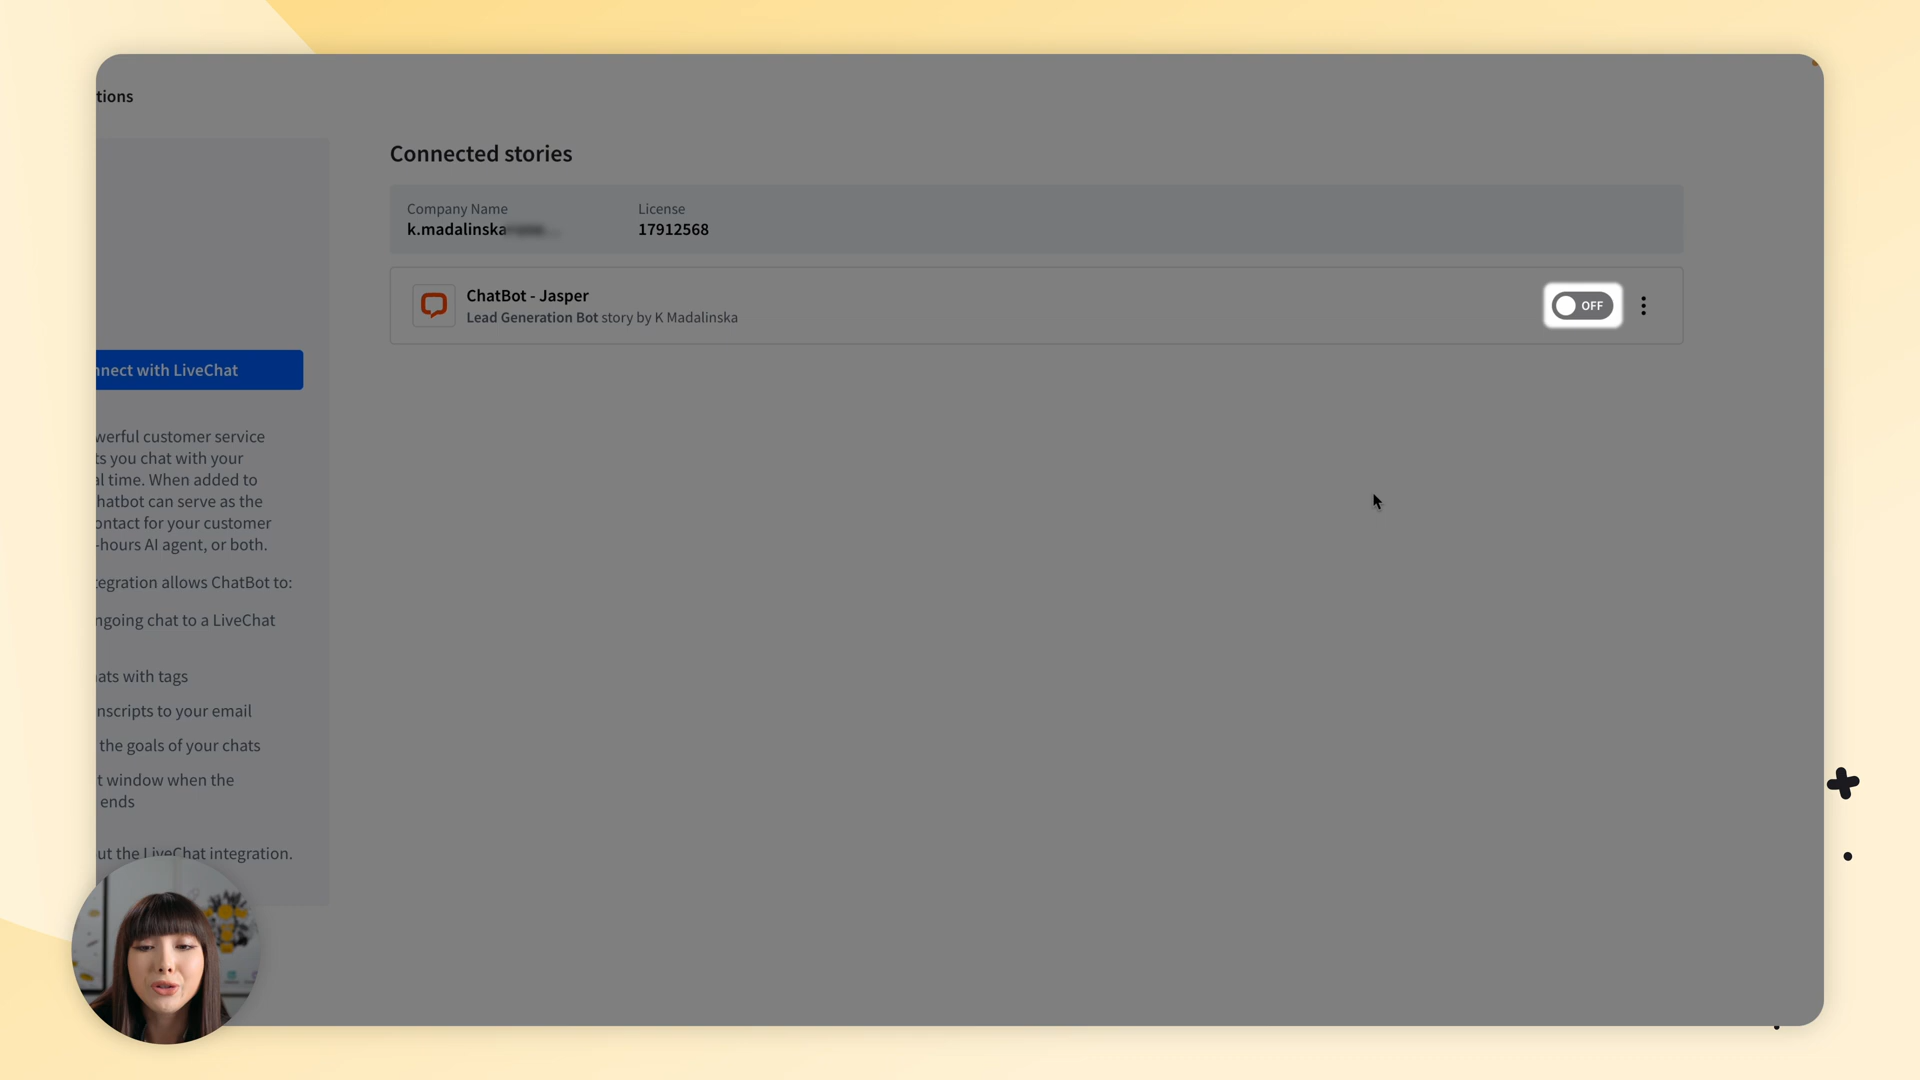 tions
Connected stories
Company Name
License
k.madalinska
17912568
ChatBot - Jasper
Lead Generation Bot story by K Madalinska
OFF
nnect with LiveChat
werful customer service
ts you chat with your
al time. When added to
hatbot can serve as the
ontact for your customer
-hours AI agent, or both.
tegration allows ChatBot to:
ngoing chat to a LiveChat
ats with tags
nscripts to your email
the goals of your chats
t window when the
ends
ut the LiveChat integration.